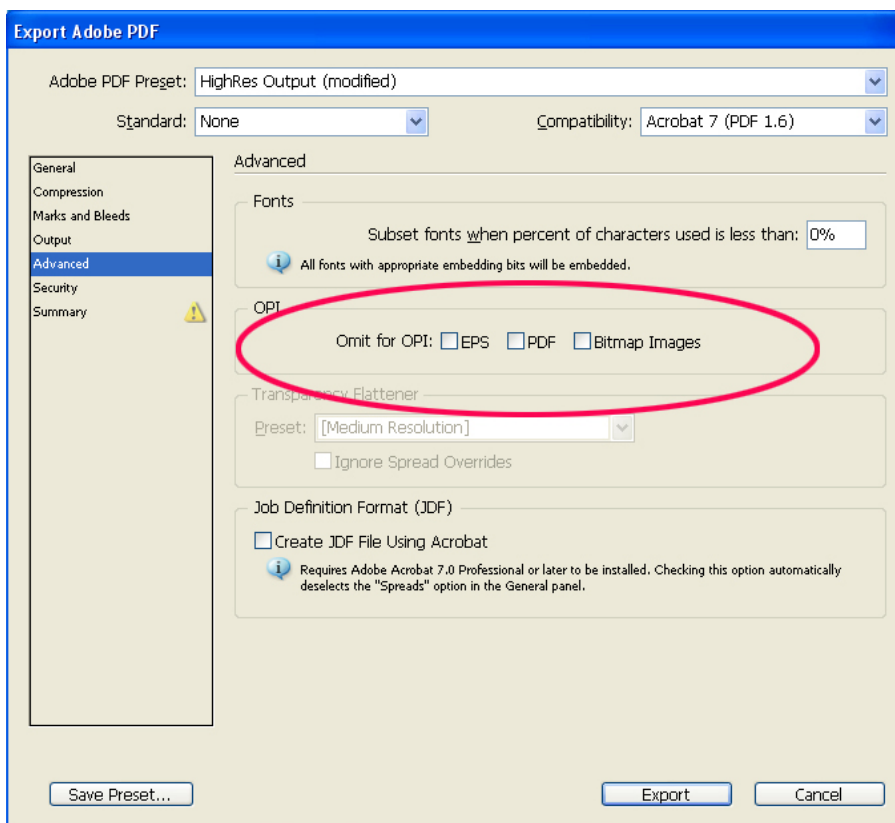 Export Adobe PDF
Adobe PDF Preset: HighRes Output (modified)
Standard: None Compatibility: Acrobat 7 (PDF 1.6)
General
Compression
Marks and Bleeds
Output
Advanced
Security
Summary
Advanced
Fonts
Subset fonts when percent of characters used is less than: 0%
All fonts with appropriate embedding bits will be embedded.
OPI
Omit for OPI: EPS PDF Bitmap Images
Transparency Flattener
Preset: [Medium Resolution]
Ignore Spread Overrides
Job Definition Format (JDF)
Create JDF File Using Acrobat
Requires Adobe Acrobat 7.0 Professional or later to be installed. Checking this option automatically
deselects the "Spreads" option in the General panel.
Save Preset... Export Cancel